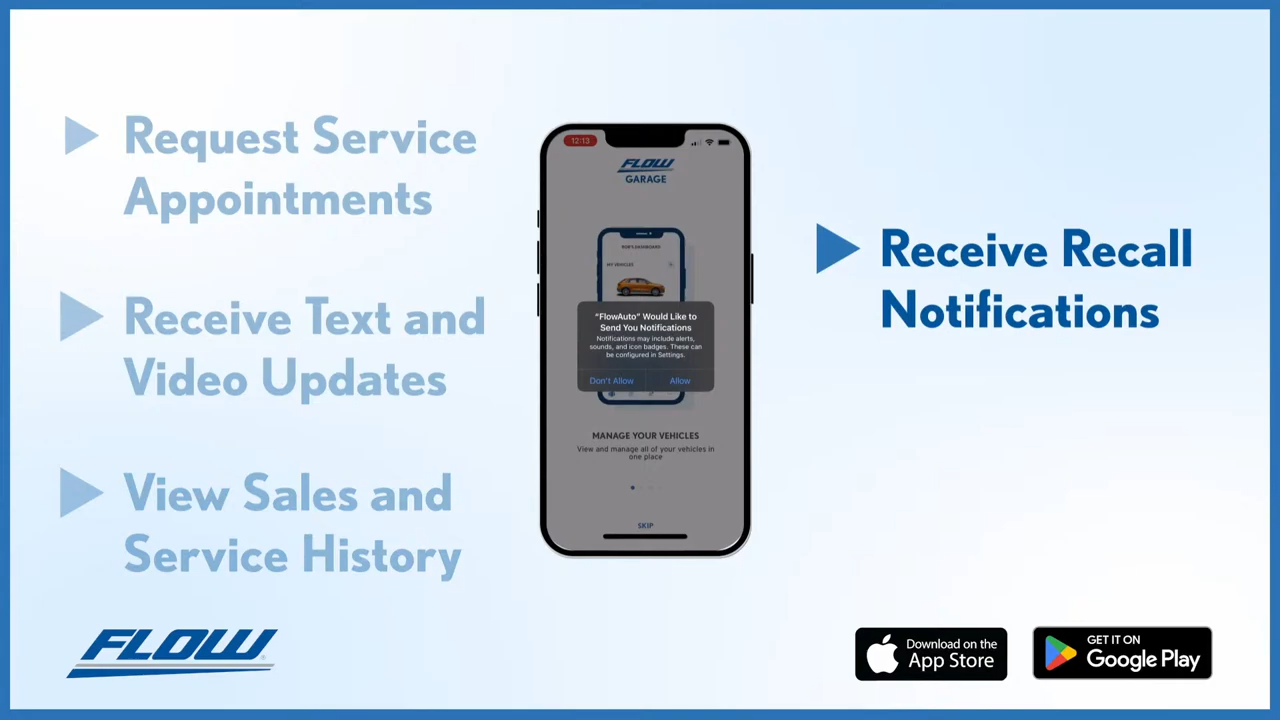 Request Service
Appointments
Receive Text and
Video Updates
View Sales and
Service History
FLOW
12:13
FLOW
GARAGE
ROB'S DASHBOARD
MY VEHICLES
"FlowAuto" Would Like to
Send You Notifications
Notifications may include alerts,
sounds, and icon badges. These can
be configured in Settings.
Don't Allow
Allow
MANAGE YOUR VEHICLES
View and manage all of your vehicles in
one place
SKIP
Receive Recall
Notifications
Download on the
App Store
GET IT ON
Google Play